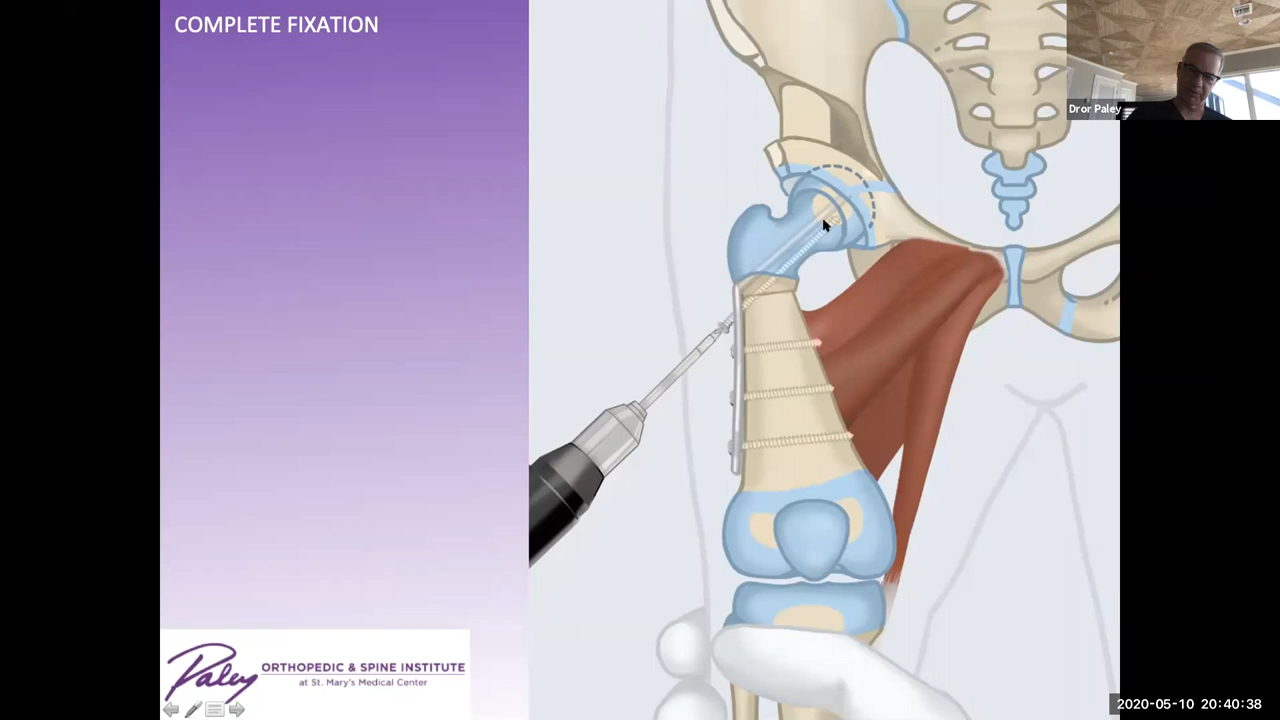 COMPLETE FIXATION
Dror Paley
Paley
ORTHOPEDIC & SPINE INSTITUTE
at St. Mary's Medical Center
2020-05-10 20:40:38